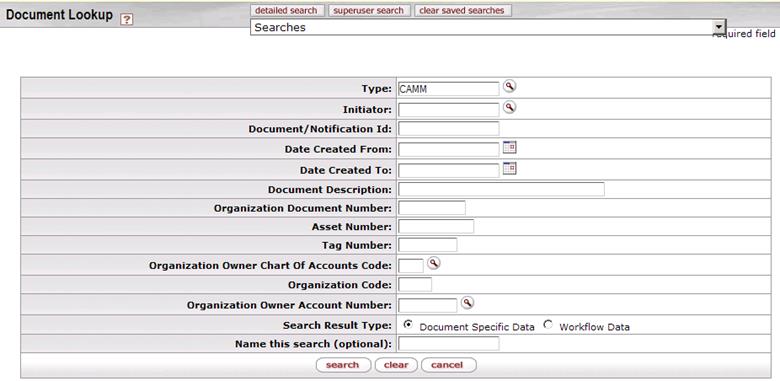 Document Lookup ? detailed search superuser search clear saved searches
Searches
required field
Type: CAMM
Initiator:
Document/Notification Id:
Date Created From:
Date Created To:
Document Description:
Organization Document Number:
Asset Number:
Tag Number:
Organization Owner Chart Of Accounts Code:
Organization Code:
Organization Owner Account Number:
Search Result Type: Document Specific Data Workflow Data
Name this search (optional):
search clear cancel